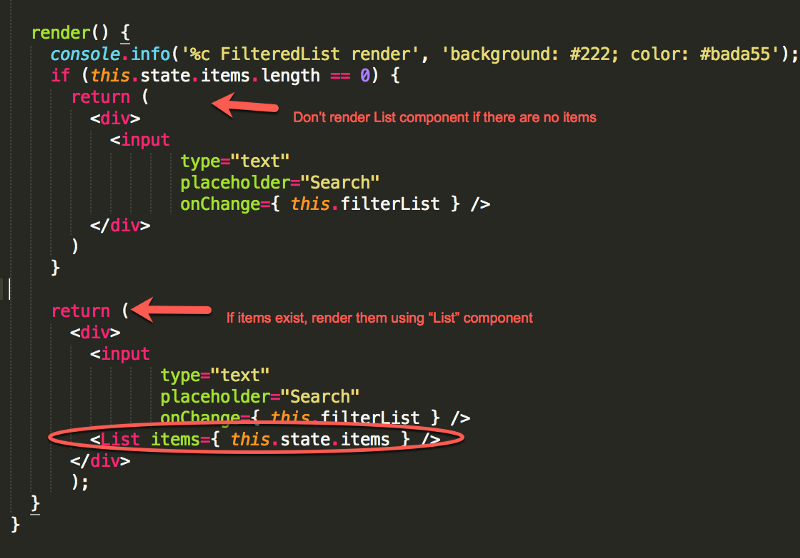 render() {
console.info('%c FilteredList render', 'background: #222; color: #bada55');
if (this.state.items.length == 0) {
return (
Don't render List component if there are no items
<div>
<input
type="text"
placeholder="Search"
onChange={ this.filterList } />
</div>
)
}
return (
If items exist, render them using “List” component
<div>
<input
type="text"
placeholder="Search"
onChange={ this.filterList } />
<List items={ this.state.items } />
</div>
);
}
}